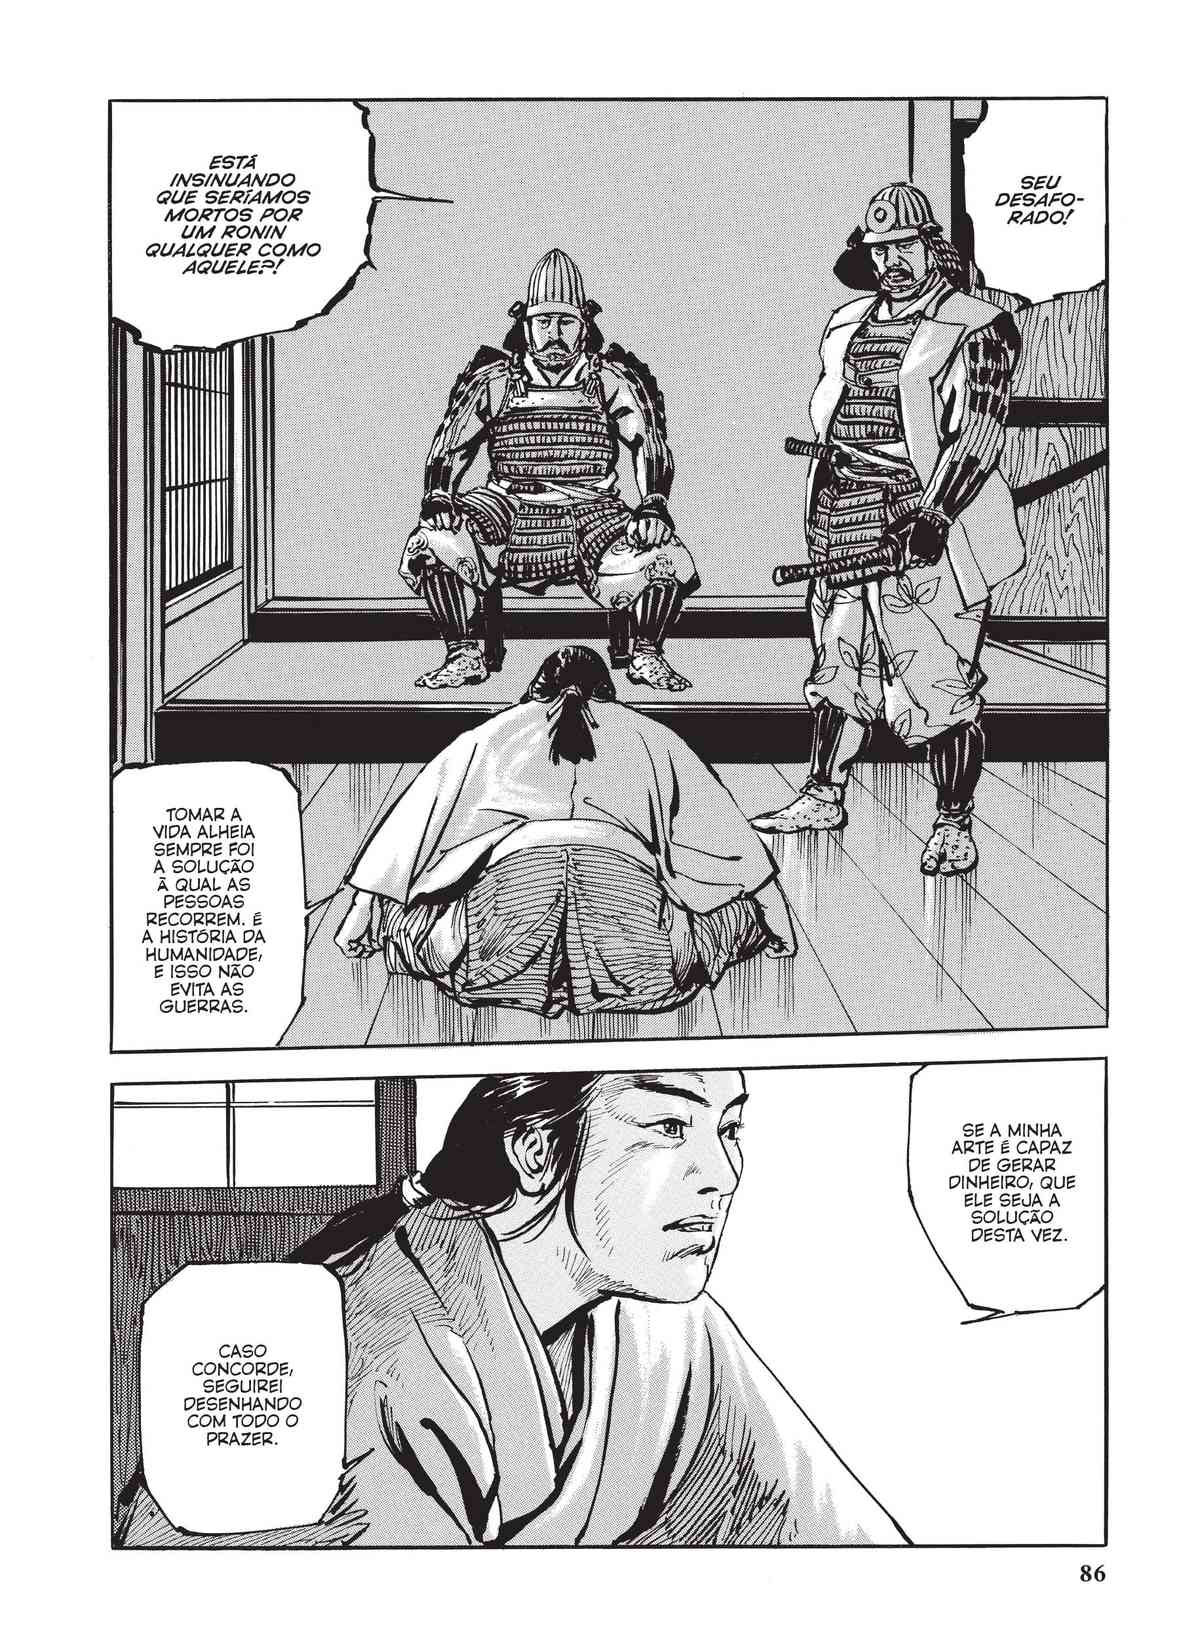 SEU
DESAFO-
RADO!
ESTÁ
INSINUANDO
QUE SERÍAMOS
MORTOS POR
UM RONIN
QUALQUER COMO
AQUELE?!
TOMAR A
VIDA ALHEIA
SEMPRE FOI
A SOLUÇÃO
À QUAL AS
PESSOAS
RECORREM. É
A HISTÓRIA DA
HUMANIDADE,
E ISSO NÃO
EVITA AS
GUERRAS.
SE A MINHA
ARTE É CAPAZ
DE GERAR
DINHEIRO, QUE
ELE SEJA A
SOLUÇÃO
DESTA VEZ.
CASO
CONCORDE,
SEGUIREI
DESENHANDO
COM TODO O
PRAZER.
86